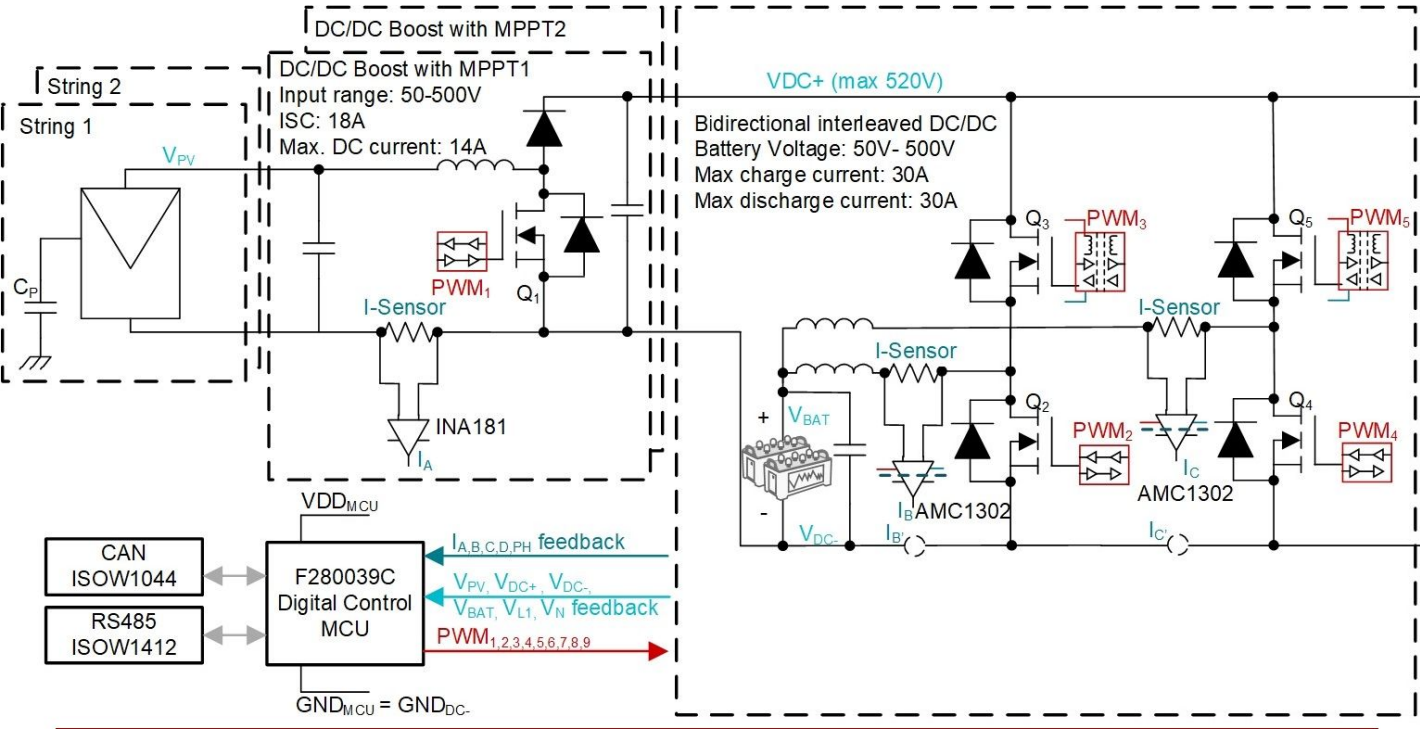 DC/DC Boost with MPPT2
DC/DC Boost with MPPT1
Input range: 50-500V
ISC: 18A
Max. DC current: 14A
String 2
String 1
VPV
CP
PWM1
Q1
I-Sensor
INA181
IA
VDC+ (max 520V)
Bidirectional interleaved DC/DC
Battery Voltage: 50V- 500V
Max charge current: 30A
Max discharge current: 30A
Q3
PWM3
Q5
PWM5
I-Sensor
I-Sensor
+
VBAT
-
VDC-
Q2
PWM2
Q4
PWM4
IB
AMC1302
IC
AMC1302
IB'
IC'
VDDMCU
CAN
ISOW1044
RS485
ISOW1412
F280039C
Digital Control
MCU
IA,B,C,D,PH feedback
VPV, VDC+ , VDC-,
VBAT, VL1, VN feedback
PWM1,2,3,4,5,6,7,8,9
GNDMCU = GNDDC-